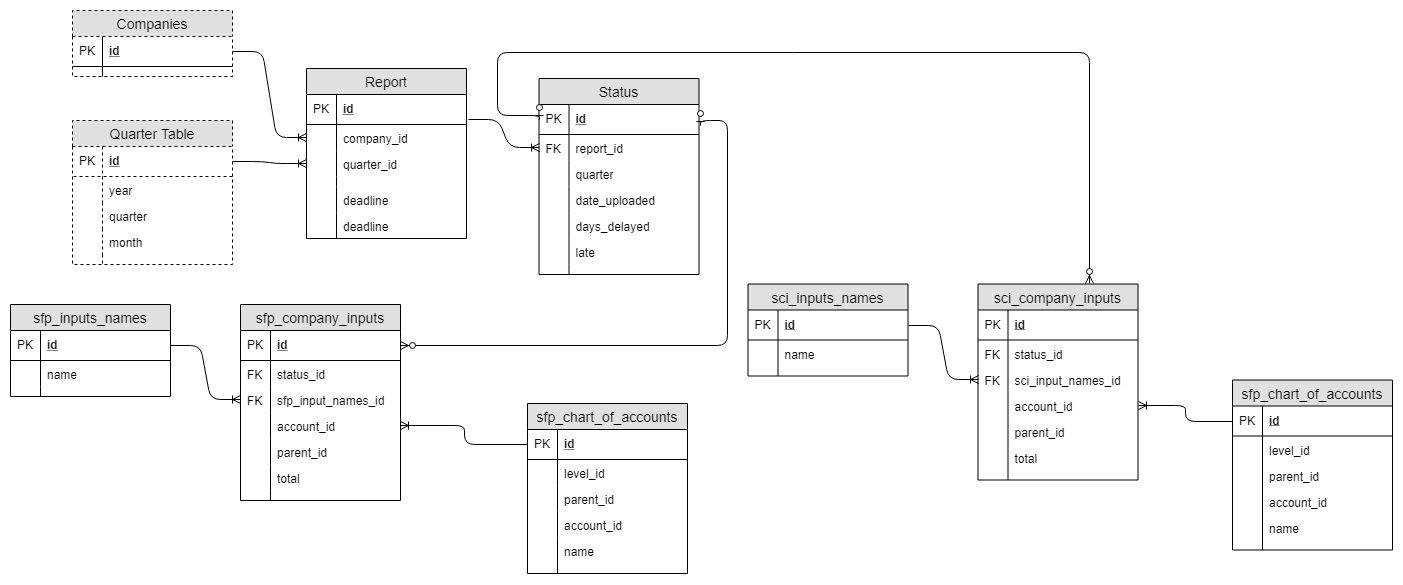 Companies
PK id
Quarter Table
PK id
year
quarter
month
Report
PK id
company_id
quarter_id
deadline
deadline
Status
PK id
FK report_id
quarter
date_uploaded
days_delayed
late
sfp_inputs_names
PK id
name
sfp_company_inputs
PK id
FK status_id
FK sfp_input_names_id
account_id
parent_id
total
sfp_chart_of_accounts
PK id
level_id
parent_id
account_id
name
sci_inputs_names
PK id
name
sci_company_inputs
PK id
FK status_id
FK sci_input_names_id
account_id
parent_id
total
sfp_chart_of_accounts
PK id
level_id
parent_id
account_id
name